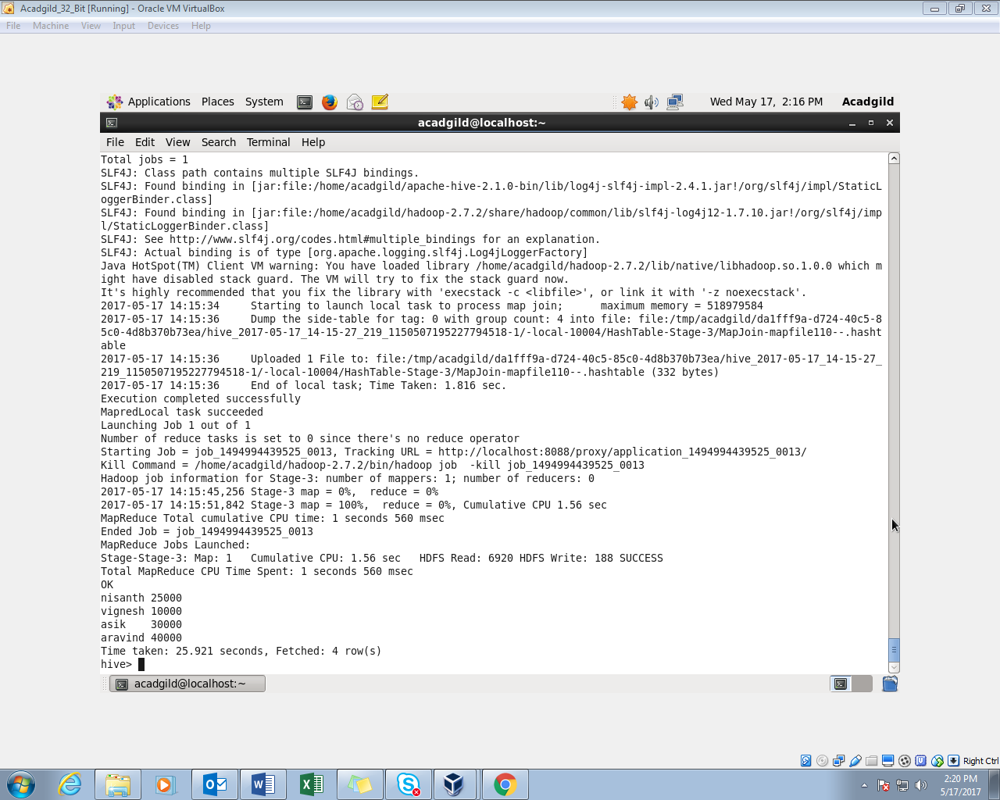 Acadgild_32_Bit [Running] - Oracle VM VirtualBox
File Machine View Input Devices Help
Applications Places System Wed May 17, 2:16 PM Acadgild
acadgild@localhost:~
File Edit View Search Terminal Help
Total jobs = 1
SLF4J: Class path contains multiple SLF4J bindings.
SLF4J: Found binding in [jar:file:/home/acadgild/apache-hive-2.1.0-bin/lib/log4j-slf4j-impl-2.4.1.jar!/org/slf4j/impl/StaticL
oggerBinder.class]
SLF4J: Found binding in [jar:file:/home/acadgild/hadoop-2.7.2/share/hadoop/common/lib/slf4j-log4j12-1.7.10.jar!/org/slf4j/imp
l/StaticLoggerBinder.class]
SLF4J: See http://www.slf4j.org/codes.html#multiple_bindings for an explanation.
SLF4J: Actual binding is of type [org.apache.logging.slf4j.Log4jLoggerFactory]
Java HotSpot(TM) Client VM warning: You have loaded library /home/acadgild/hadoop-2.7.2/lib/native/libhadoop.so.1.0.0 which m
ight have disabled stack guard. The VM will try to fix the stack guard now.
It's highly recommended that you fix the library with 'execstack -c <libfile>', or link it with '-z noexecstack'.
2017-05-17 14:15:34 Starting to launch local task to process map join; maximum memory = 518979584
2017-05-17 14:15:36 Dump the side-table for tag: 0 with group count: 4 into file: file:/tmp/acadgild/da1fff9a-d724-40c5-8
5c0-4d8b370b73ea/hive_2017-05-17_14-15-27_219_1150507195227794518-1/-local-10004/HashTable-Stage-3/MapJoin-mapfile110--.hasht
able
2017-05-17 14:15:36 Uploaded 1 File to: file:/tmp/acadgild/da1fff9a-d724-40c5-85c0-4d8b370b73ea/hive_2017-05-17_14-15-27_
219_1150507195227794518-1/-local-10004/HashTable-Stage-3/MapJoin-mapfile110--.hashtable (332 bytes)
2017-05-17 14:15:36 End of local task; Time Taken: 1.816 sec.
Execution completed successfully
MapredLocal task succeeded
Launching Job 1 out of 1
Number of reduce tasks is set to 0 since there's no reduce operator
Starting Job = job_1494994439525_0013, Tracking URL = http://localhost:8088/proxy/application_1494994439525_0013/
Kill Command = /home/acadgild/hadoop-2.7.2/bin/hadoop job  -kill job_1494994439525_0013
Hadoop job information for Stage-3: number of mappers: 1; number of reducers: 0
2017-05-17 14:15:45,256 Stage-3 map = 0%,  reduce = 0%
2017-05-17 14:15:51,842 Stage-3 map = 100%,  reduce = 0%, Cumulative CPU 1.56 sec
MapReduce Total cumulative CPU time: 1 seconds 560 msec
Ended Job = job_1494994439525_0013
MapReduce Jobs Launched:
Stage-Stage-3: Map: 1   Cumulative CPU: 1.56 sec   HDFS Read: 6920 HDFS Write: 188 SUCCESS
Total MapReduce CPU Time Spent: 1 seconds 560 msec
OK
nisanth 25000
vignesh 10000
asik    30000
aravind 40000
Time taken: 25.921 seconds, Fetched: 4 row(s)
hive>
acadgild@localhost:~
Right Ctrl
2:20 PM
5/17/2017